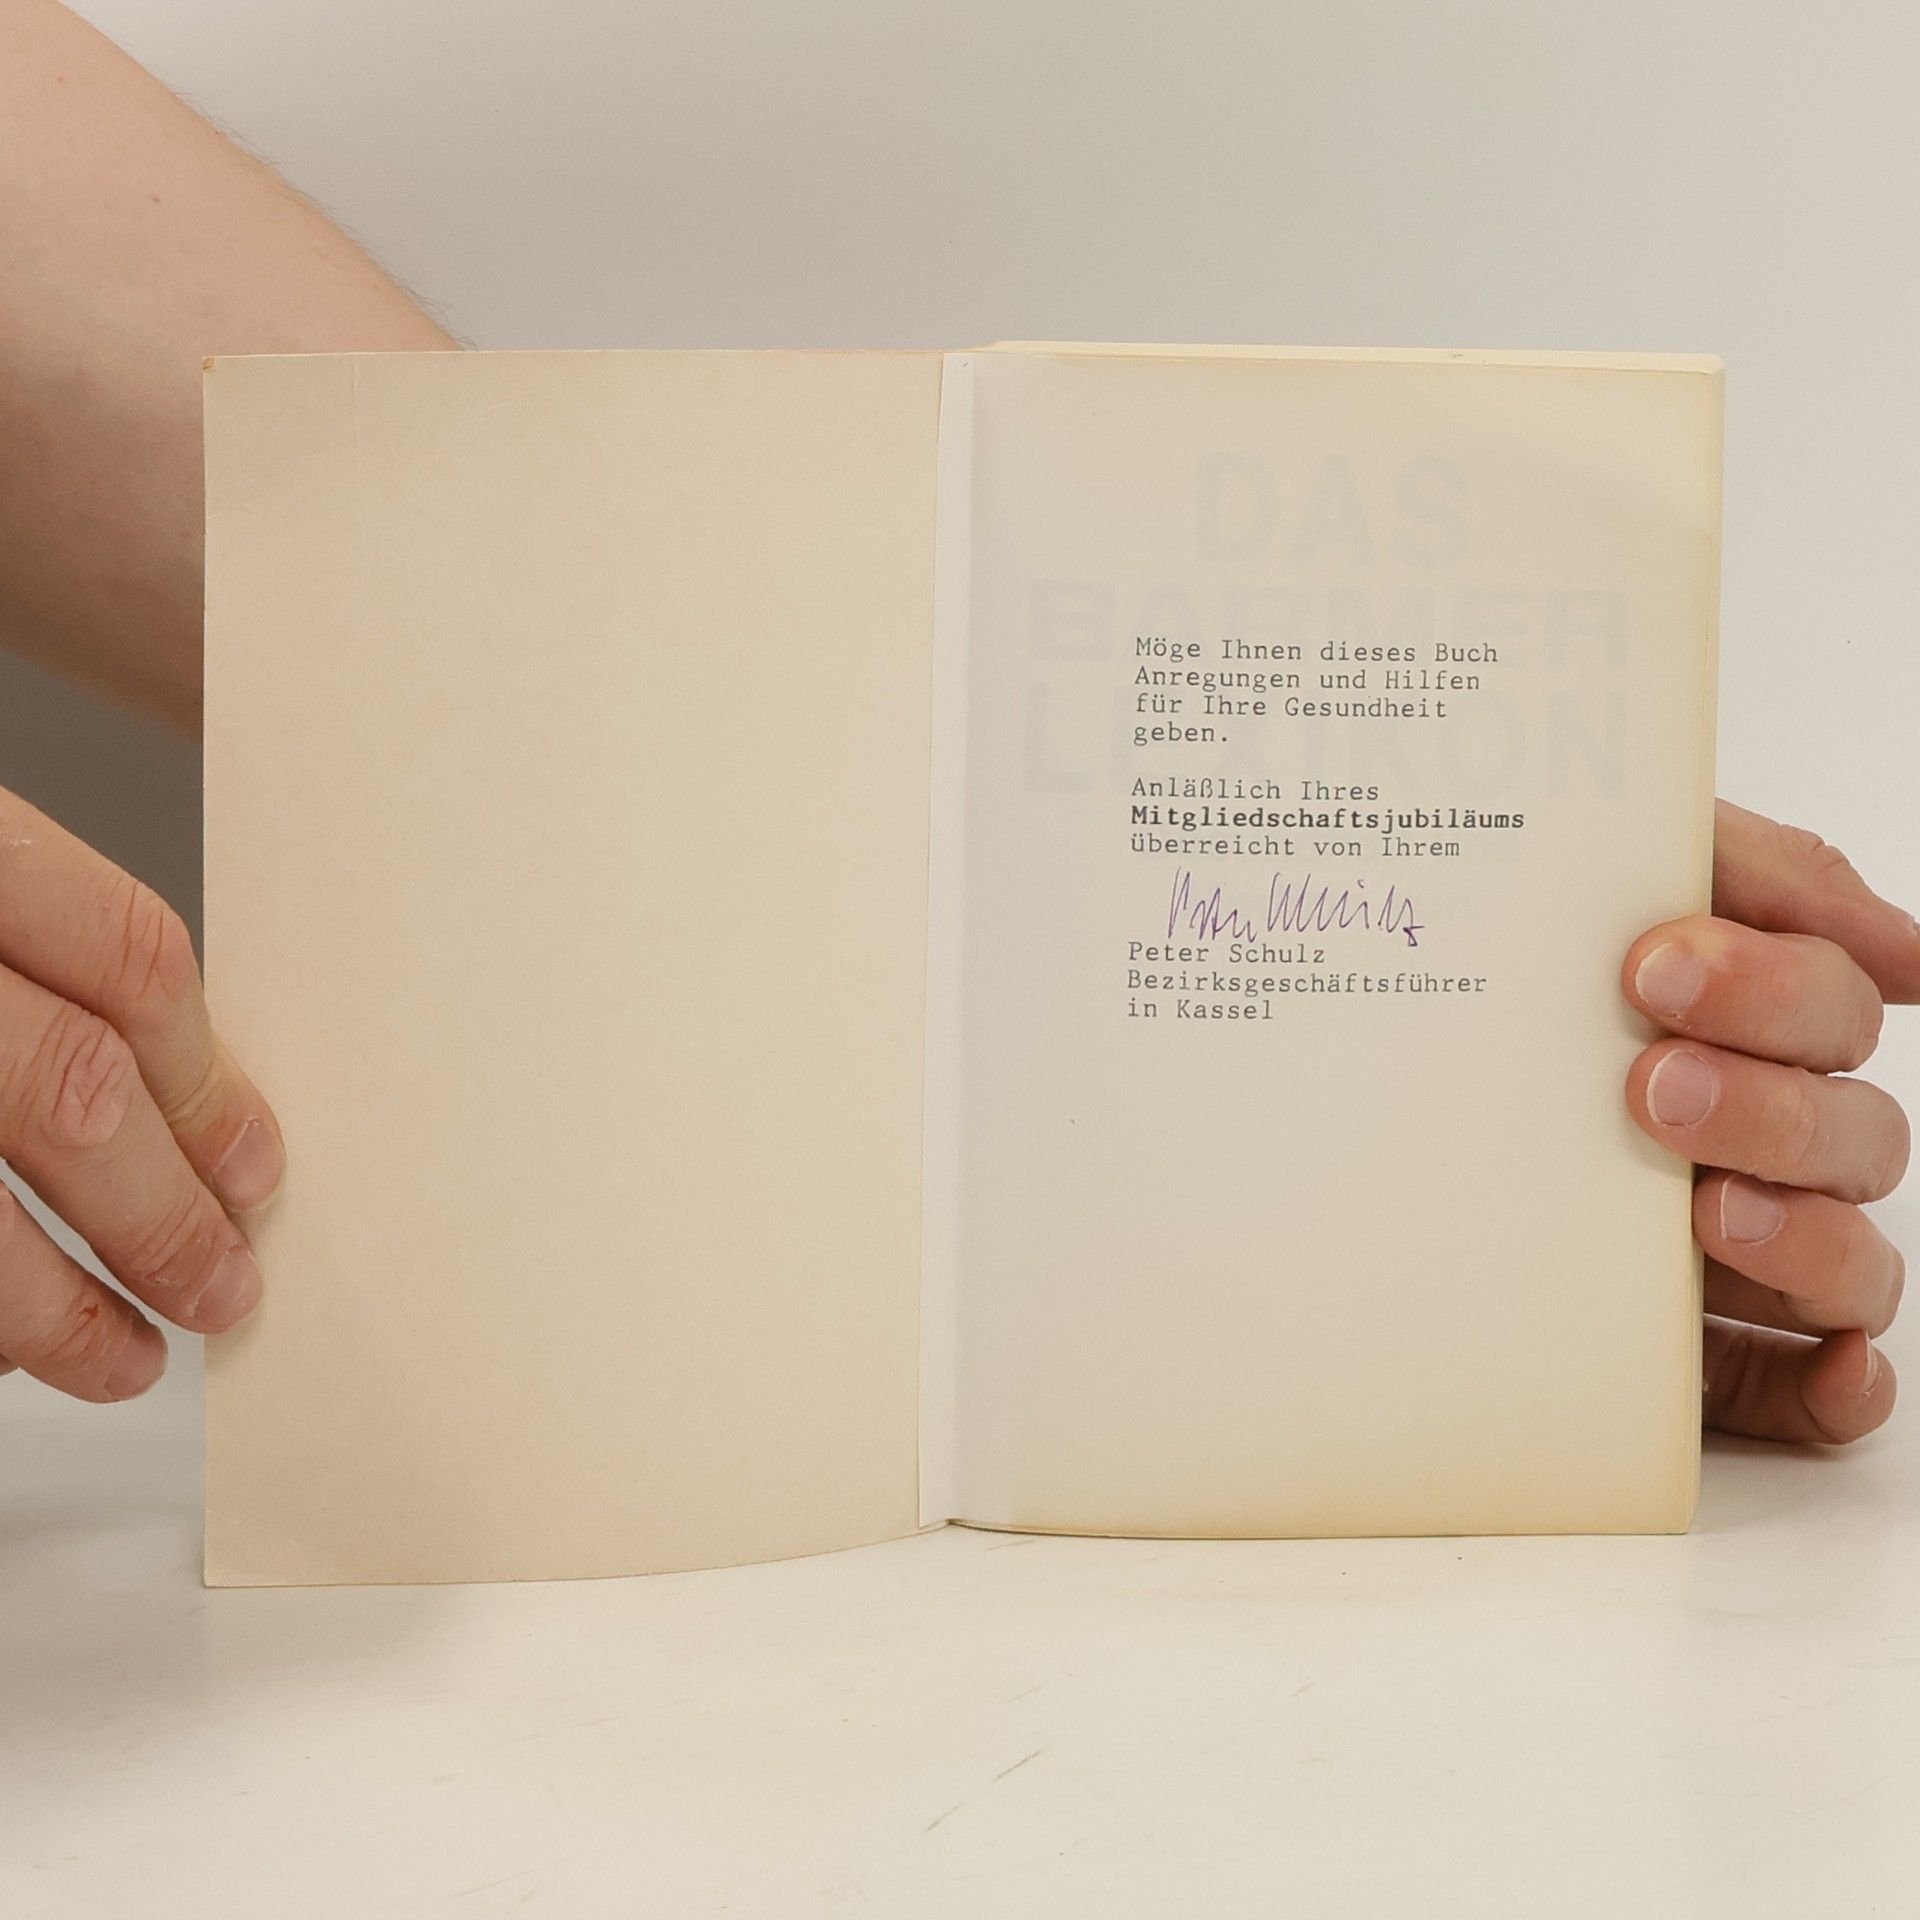 DAS
BARMER
LEXIKON
Möge Ihnen dieses Buch
Anregungen und Hilfen
für Ihre Gesundheit
geben.
Anläßlich Ihres
Mitgliedschaftsjubiläums
überreicht von Ihrem
Peter Schulz
Bezirksgeschäftsführer
in Kassel